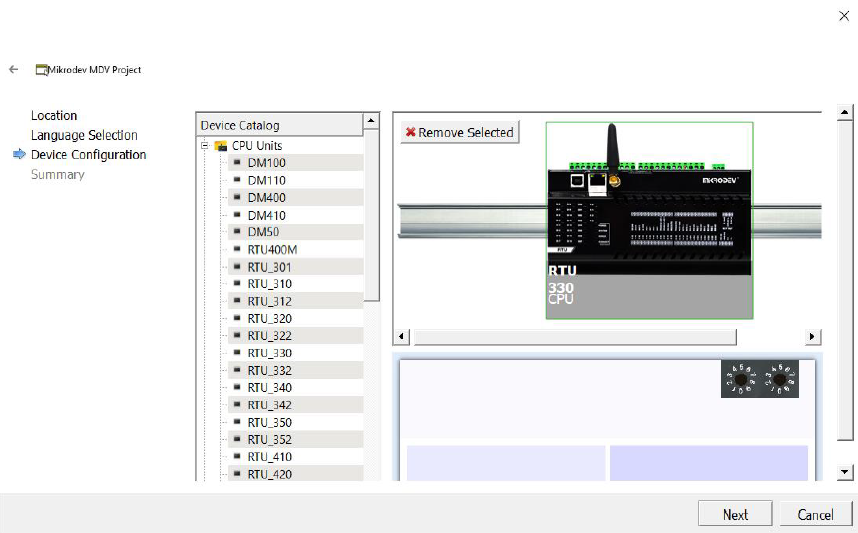 Mikrodev MDV Project
Location
Language Selection
Device Configuration
Summary
Device Catalog
CPU Units
DM100
DM110
DM400
DM410
DM50
RTU400M
RTU_301
RTU_310
RTU_312
RTU_320
RTU_322
RTU_330
RTU_332
RTU_340
RTU_342
RTU_350
RTU_352
RTU_410
RTU_420
Remove Selected
MIKRODEV
RTU
RTU
330
CPU
Next
Cancel